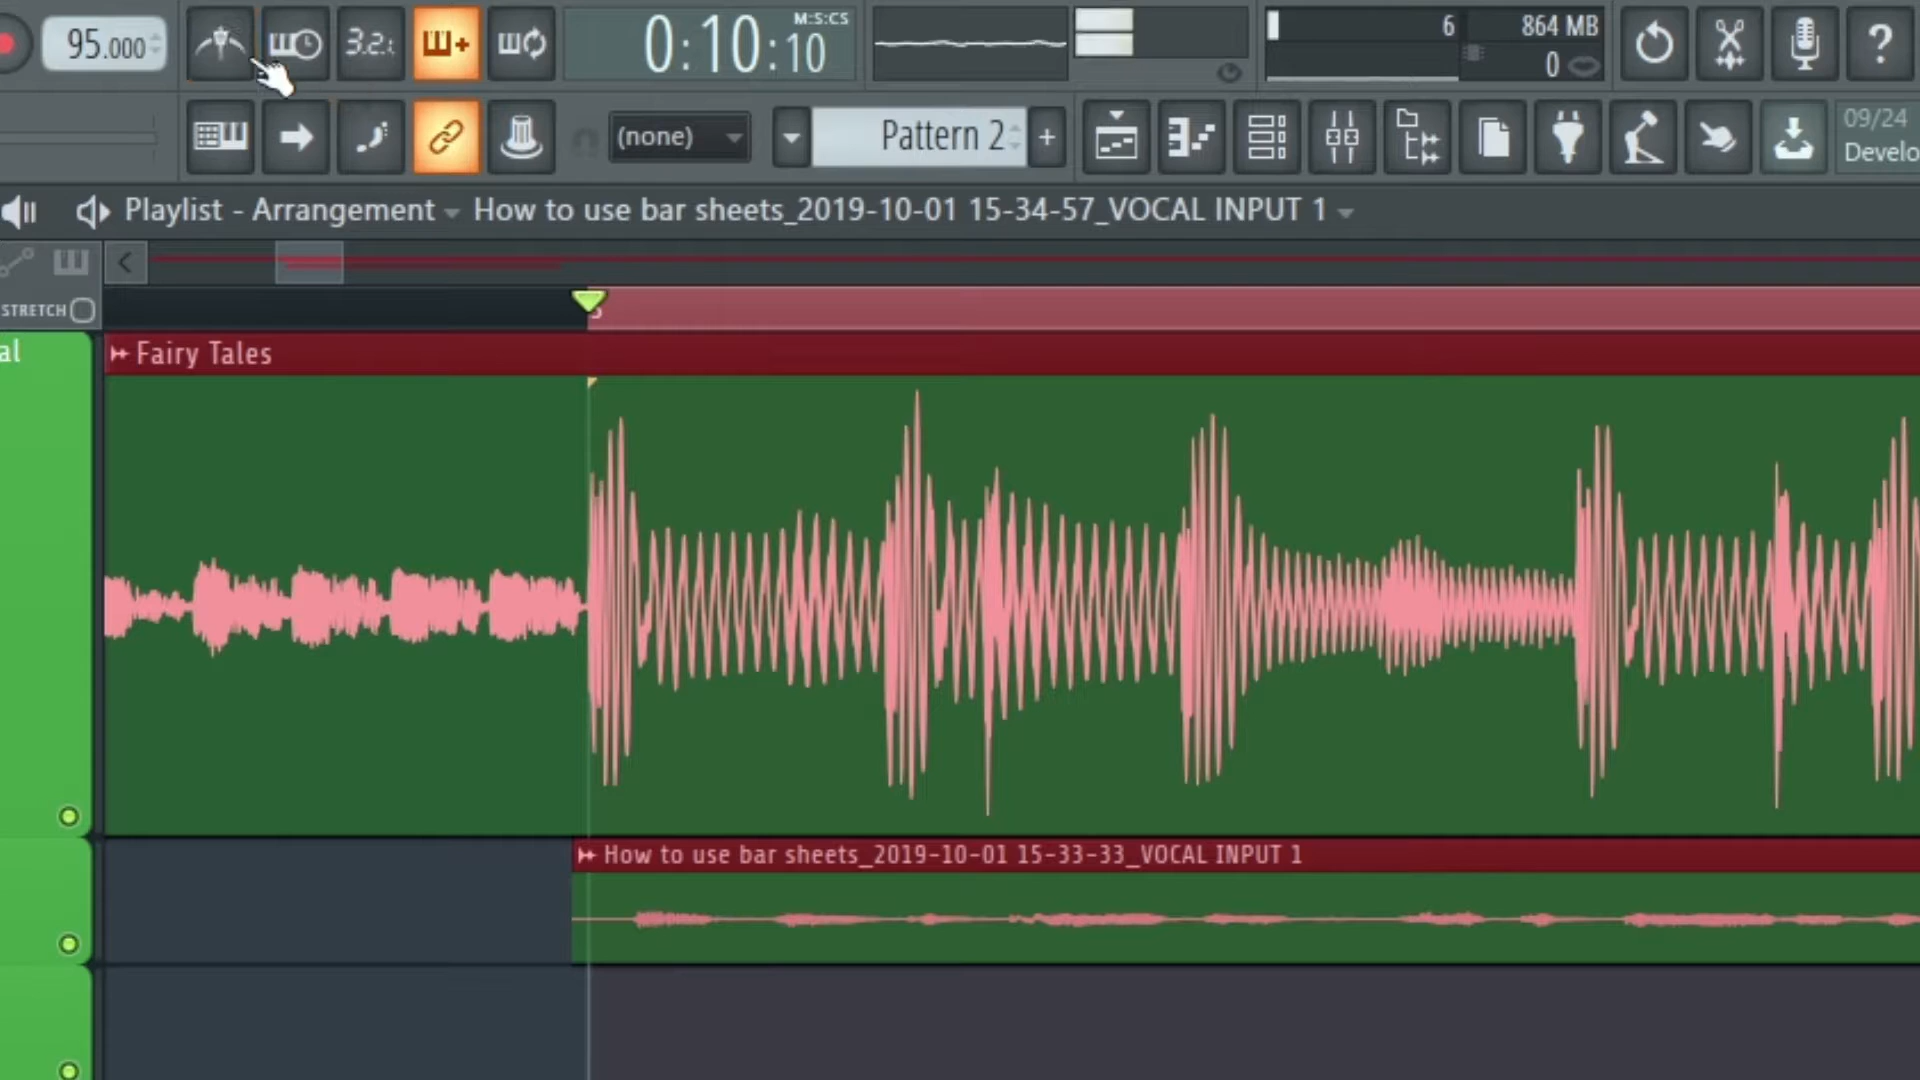 95.000
3.2.
0:10:10
M:S:CS
6
864 MB
0
(none)
Pattern 2
+
09/24
Develo
Playlist - Arrangement
How to use bar sheets_2019-10-01 15-34-57_VOCAL INPUT 1
STRETCH
5
al
Fairy Tales
How to use bar sheets_2019-10-01 15-33-33_VOCAL INPUT 1